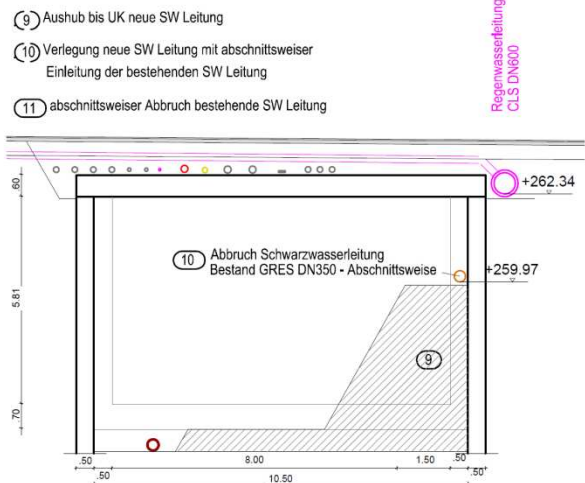 9 Aushub bis UK neue SW Leitung
10 Verlegung neue SW Leitung mit abschnittsweiser
Einleitung der bestehenden SW Leitung
11 abschnittsweiser Abbruch bestehende SW Leitung
Regenwasserleitung
CLS DN600
+262.34
.60
10 Abbruch Schwarzwasserleitung
Bestand GRES DN350 - Abschnittsweise
+259.97
5.81
9
.70
.50
.50
8.00
1.50
.50
.50
10.50